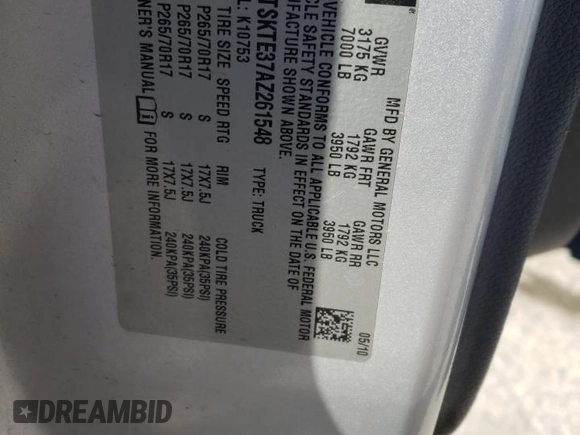 MFD BY GENERAL MOTORS LLC
GVWR GAWR FRT GAWR RR
3175 KG 1792 KG 1792 KG
7000 LB 3950 LB 3950 LB
05/10
VEHICLE CONFORMS TO ALL APPLICABLE U.S. FEDERAL MOTOR
CLE SAFETY STANDARDS IN EFFECT ON THE DATE OF
UFACTURE SHOWN ABOVE.
TSKTE37AZ261548 TYPE: TRUCK
L: K10753
TIRE SIZE SPEED RTG RIM COLD TIRE PRESSURE
P265/70R17 S 17X7.5J 240KPA(35PSI)
P265/70R17 S 17X7.5J 240KPA(35PSI)
P265/70R17 S 17X7.5J 240KPA(35PSI)
NER'S MANUAL FOR MORE INFORMATION.
DREAMBID